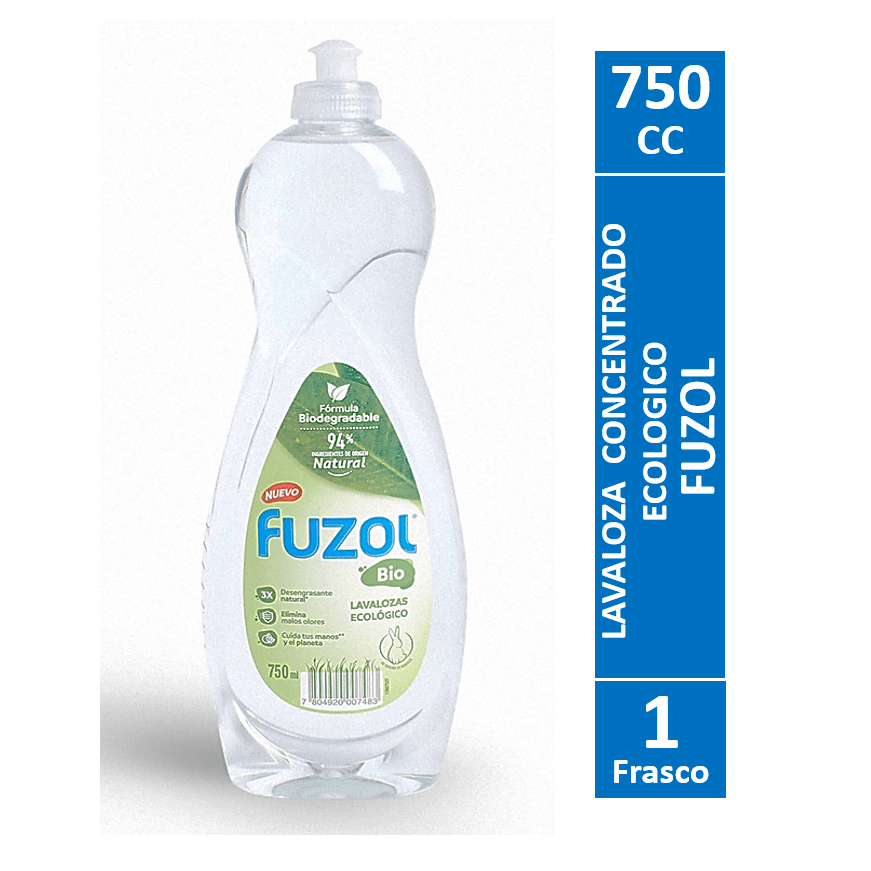 Fórmula
Biodegradable
94%
INGREDIENTES DE ORIGEN
Natural
NUEVO
FUZOL
Bio
3X
Desengrasante
natural*
LAVALOZAS
ECOLÓGICO
Elimina
malos olores
Cuida tus manos**
y el planeta
750 ml
7 804920 007483
750
CC
LAVALOZA CONCENTRADO
ECOLOGICO
FUZOL
1
Frasco